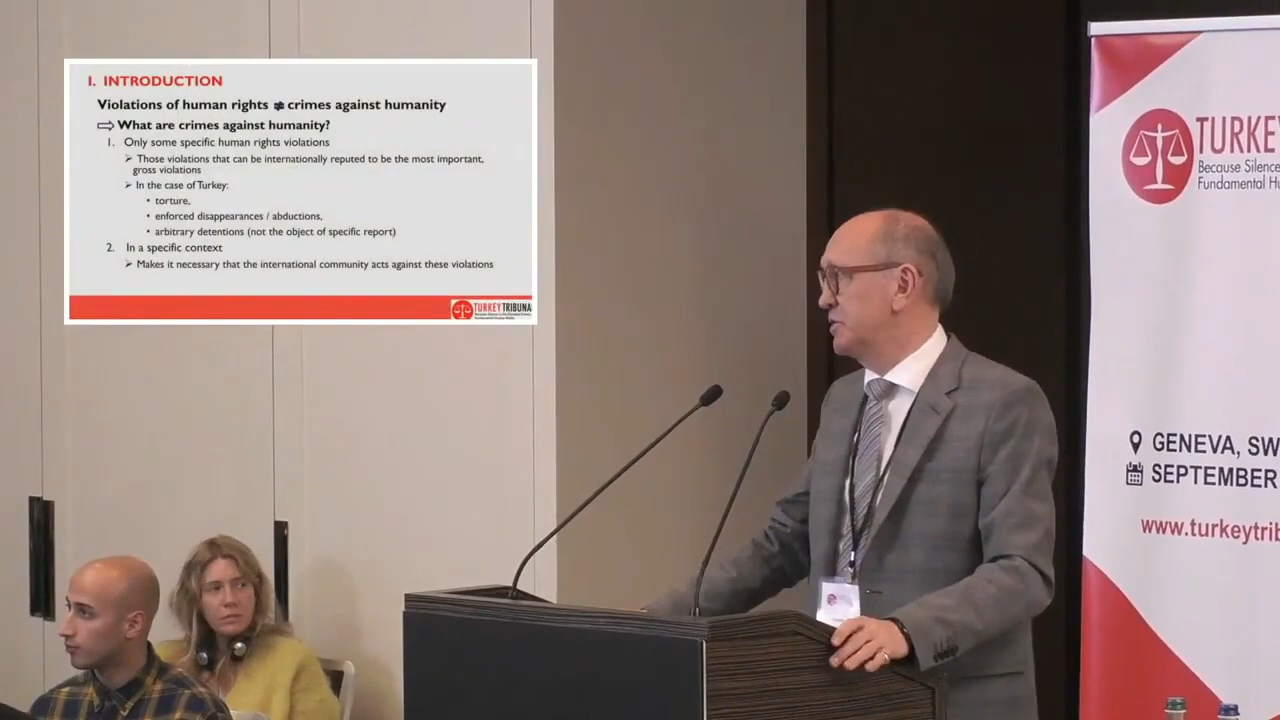 I. INTRODUCTION
Violations of human rights ≠ crimes against humanity
⇨ What are crimes against humanity?
1. Only some specific human rights violations
➢ Those violations that can be internationally reputed to be the most important,
gross violations
➢ In the case of Turkey:
• torture,
• enforced disappearances / abductions,
• arbitrary detentions (not the object of specific report)
2. In a specific context
➢ Makes it necessary that the international community acts against these violations
TURKEYTRIBUNA
TURKEY
Because Silence
Fundamental Hu
GENEVA, SW
SEPTEMBER
www.turkeytrib